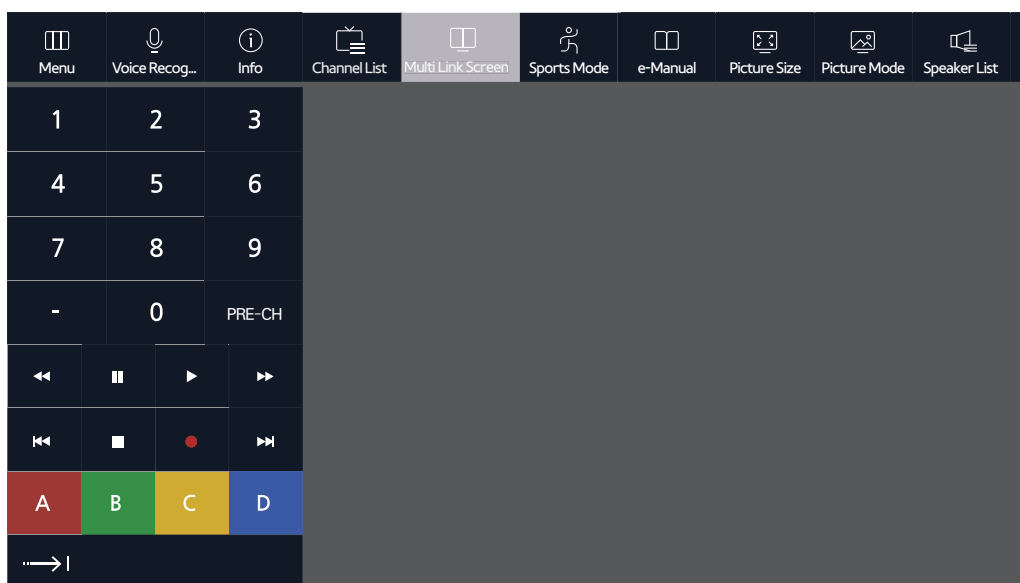 Menu Voice Recog... Info Channel List Multi Link Screen Sports Mode e-Manual Picture Size Picture Mode Speaker List
1 2 3
4 5 6
7 8 9
- 0 PRE-CH
A B C D